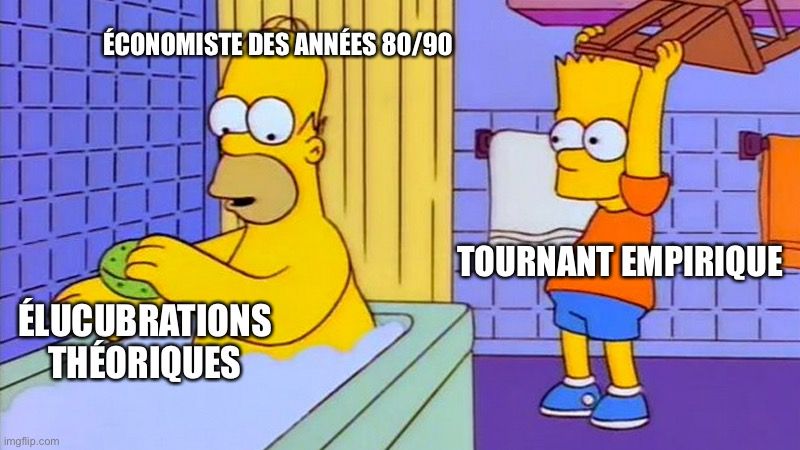 ÉCONOMISTE DES ANNÉES 80/90
TOURNANT EMPIRIQUE
ÉLUCUBRATIONS
THÉORIQUES
imgflip.com